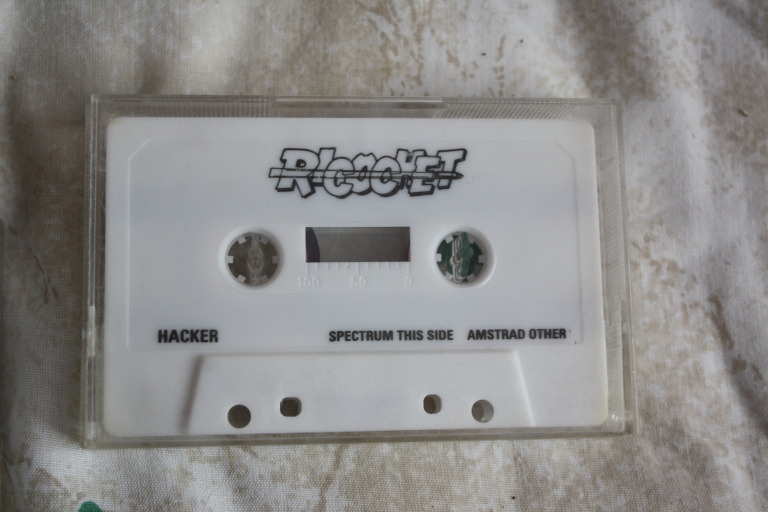 RICOCHET
100 50 0
HACKER SPECTRUM THIS SIDE AMSTRAD OTHER